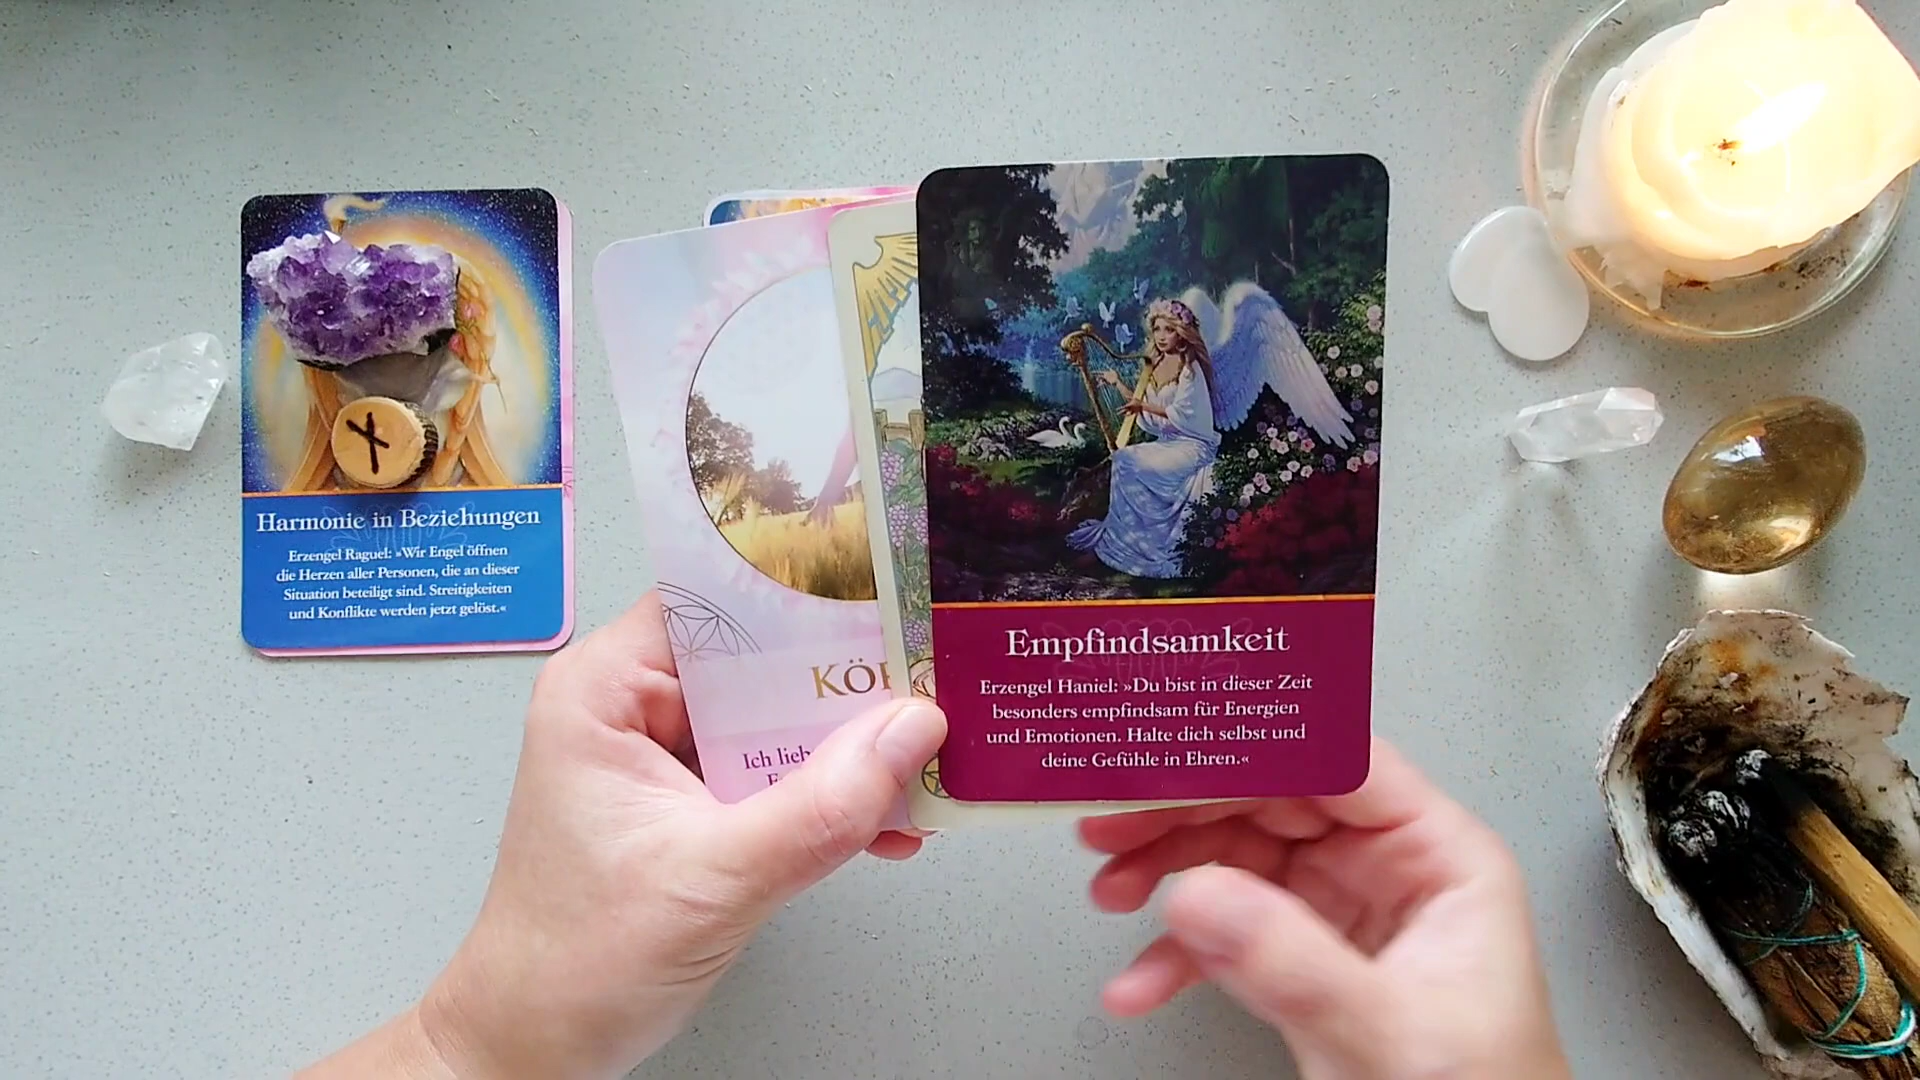 Harmonie in Beziehungen
Erzengel Raguel: »Wir Engel öffnen
die Herzen aller Personen, die an dieser
Situation beteiligt sind. Streitigkeiten
und Konflikte werden jetzt gelöst.«
Ich
Empfindsamkeit
Erzengel Haniel: »Du bist in dieser Zeit
besonders empfindsam für Energien
und Emotionen. Halte dich selbst und
deine Gefühle in Ehren.«